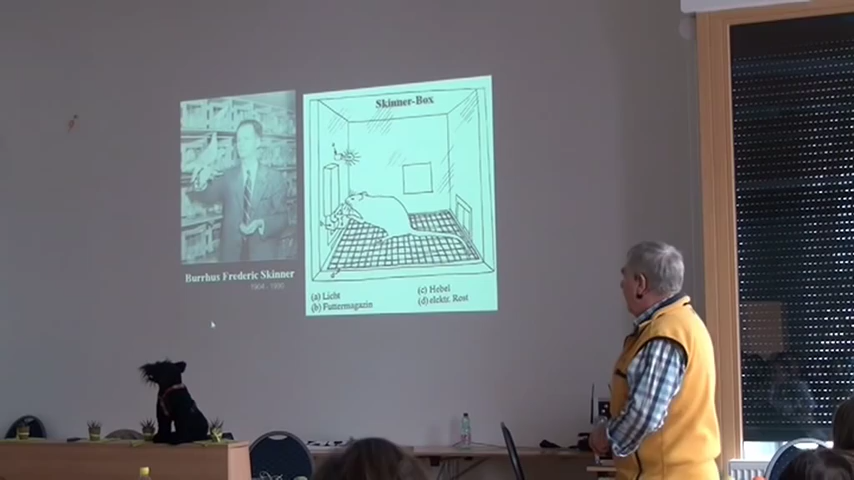 Skinner-Box
Burrhus Frederic Skinner
1904 - 1990
(a) Licht
(b) Futtermagazin
(c) Hebel
(d) elektr. Rost